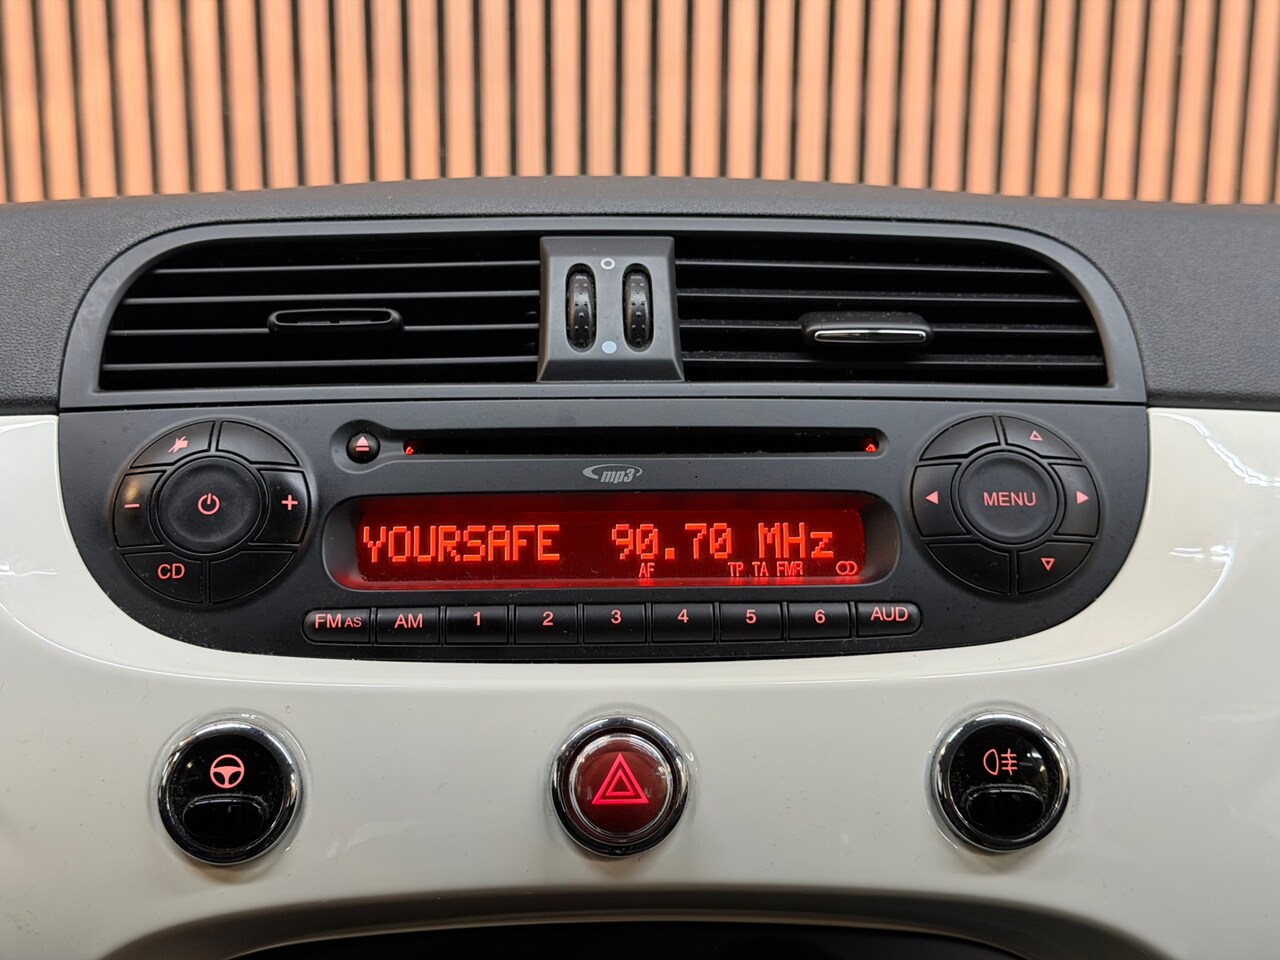 mp3
YOURSAFE 90.70 MHz
AF TP TA FMR
- +
CD
MENU
FM AS AM 1 2 3 4 5 6 AUD